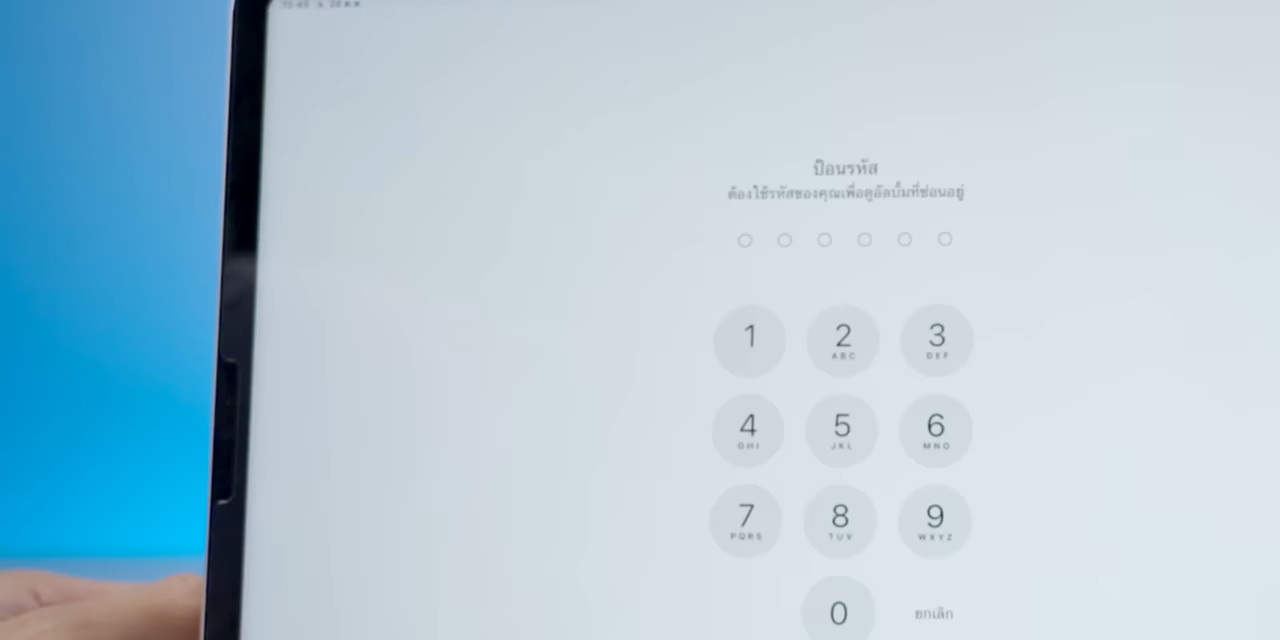 ป้อนรหัส
ต้องใช้รหัสของคุณเพื่อดูอัลบั้มที่ซ่อนอยู่
1 2 3
ABC DEF
4 5 6
GHI JKL MNO
7 8 9
PQRS TUV WXYZ
0 ยกเลิก